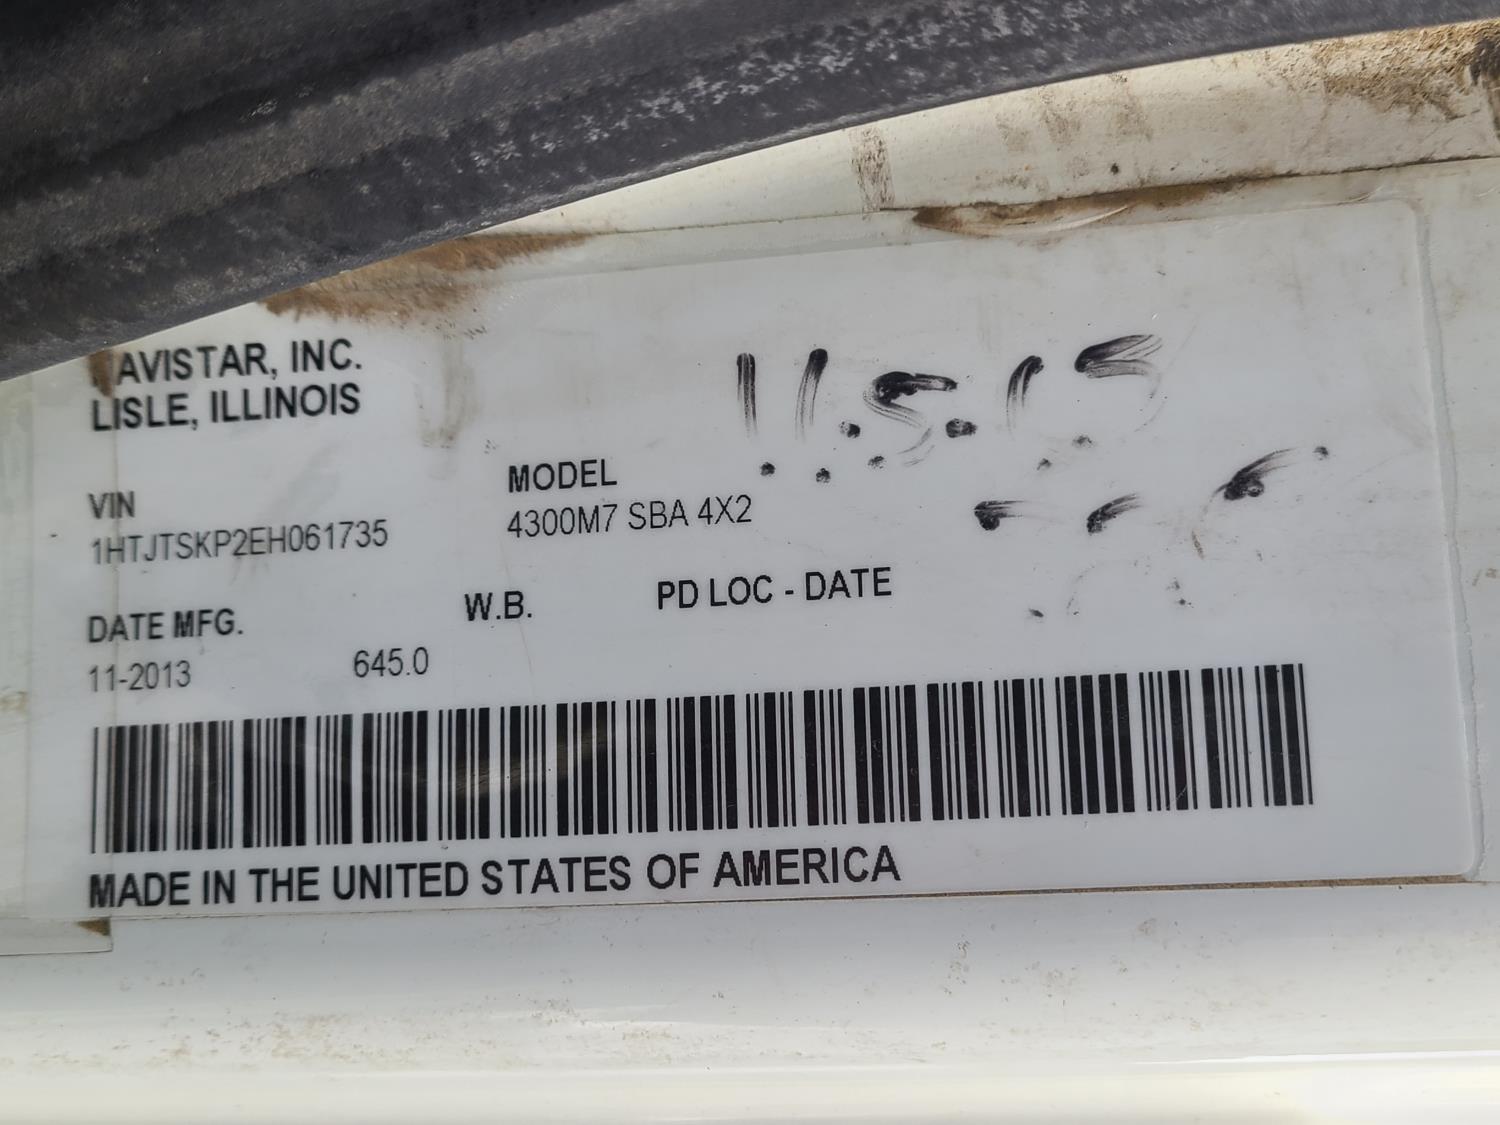 AVISTAR, INC.
LISLE, ILLINOIS
VIN
1HTJTSKP2EH061735
MODEL
4300M7 SBA 4X2
DATE MFG.
11-2013
645.0
W.B.
PD LOC - DATE
MADE IN THE UNITED STATES OF AMERICA